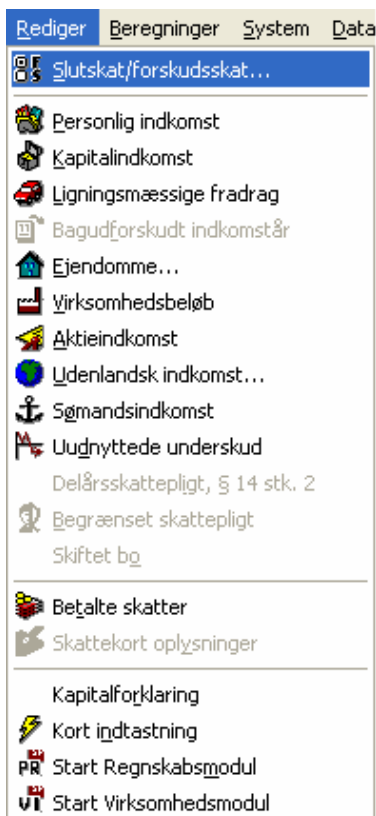 Rediger Beregninger System Data
Slutskat/forskudsskat...
Personlig indkomst
Kapitalindkomst
Ligningsmæssige fradrag
Bagudforskudt indkomstår
Ejendomme...
Virksomhedsbeløb
Aktieindkomst
Udenlandsk indkomst...
Sømandsindkomst
Uudnyttede underskud
Delårsskattepligt, § 14 stk. 2
Begrænset skattepligt
Skiftet bo
Betalte skatter
Skattekort oplysninger
Kapitalforklaring
Kort indtastning
PR Start Regnskabsmodul
VI Start Virksomhedsmodul